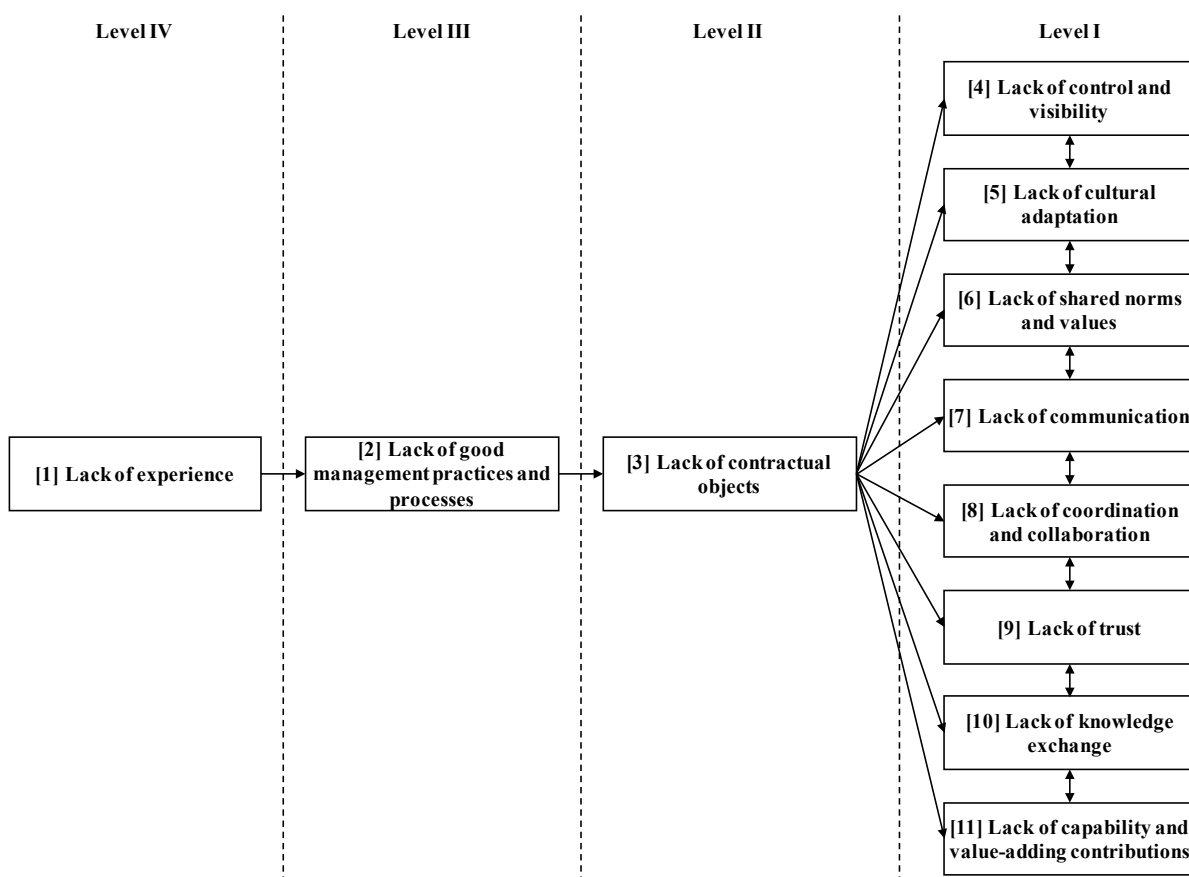 Level IV
Level III
Level II
Level I
[4] Lack of control and
visibility
[5] Lack of cultural
adaptation
[6] Lack of shared norms
and values
[7] Lack of communication
[1] Lack of experience
[2] Lack of good
management practices and
processes
[3] Lack of contractual
objects
[8] Lack of coordination
and collaboration
[9] Lack of trust
[10] Lack of knowledge
exchange
[11] Lack of capability and
value-adding contributions